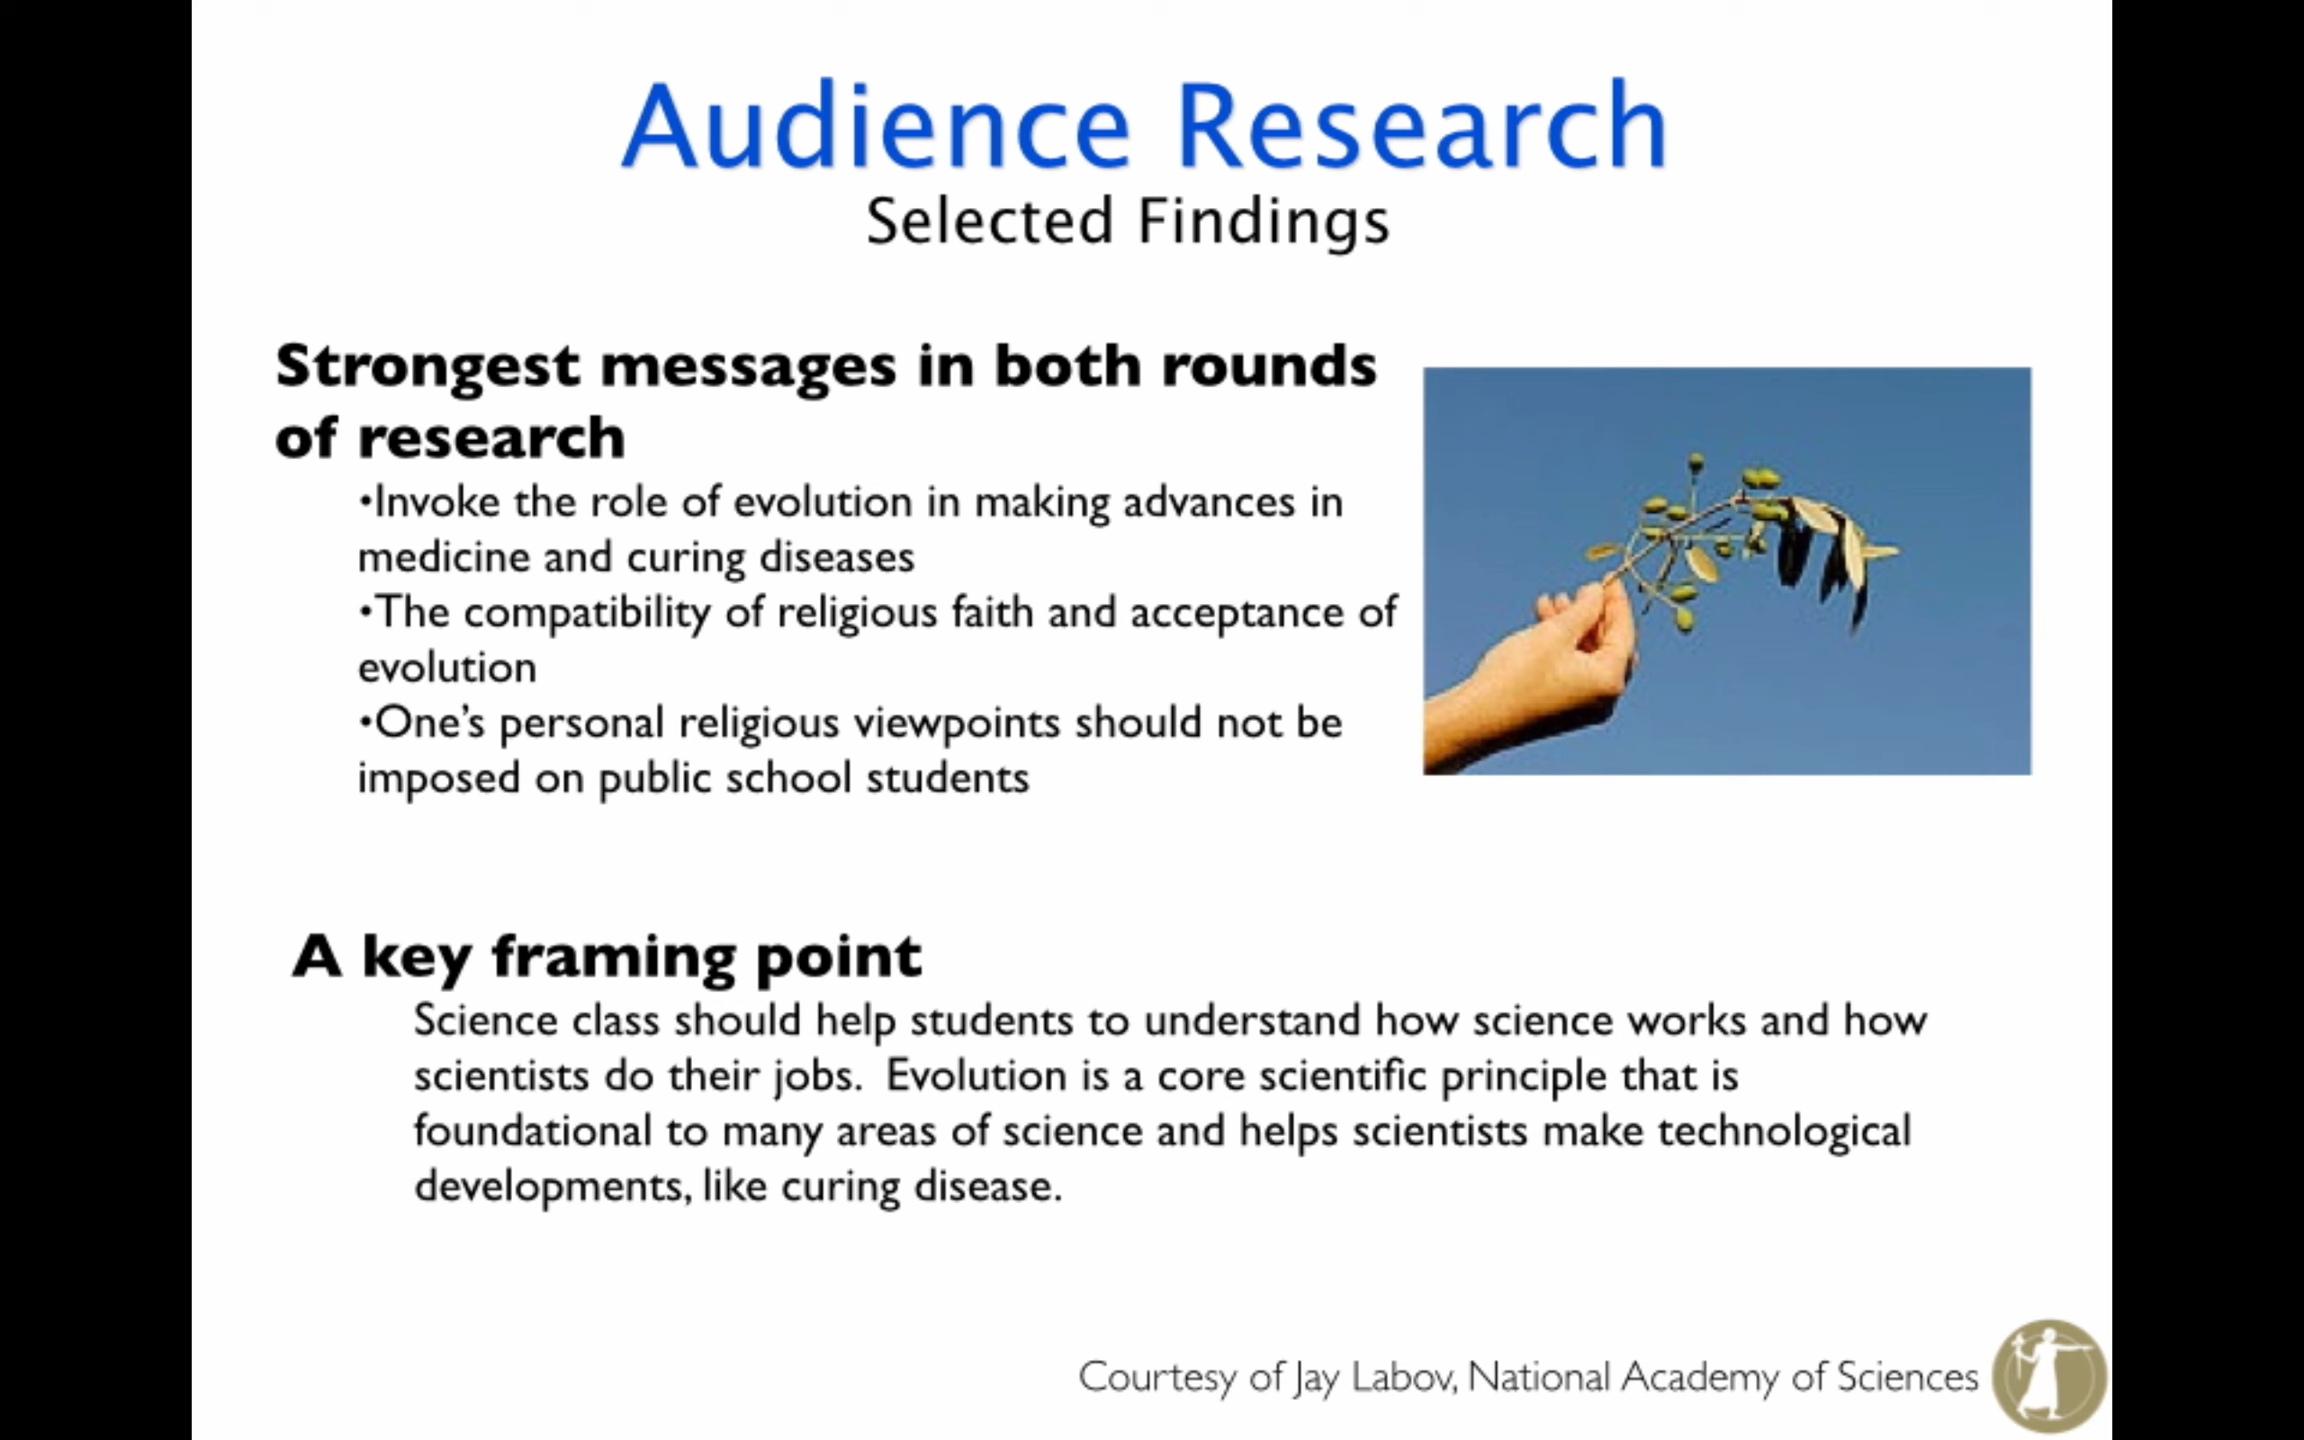 Audience Research
Selected Findings
Strongest messages in both rounds
of research
•Invoke the role of evolution in making advances in
medicine and curing diseases
•The compatibility of religious faith and acceptance of
evolution
•One’s personal religious viewpoints should not be
imposed on public school students
A key framing point
Science class should help students to understand how science works and how
scientists do their jobs.  Evolution is a core scientific principle that is
foundational to many areas of science and helps scientists make technological
developments, like curing disease.
Courtesy of Jay Labov, National Academy of Sciences